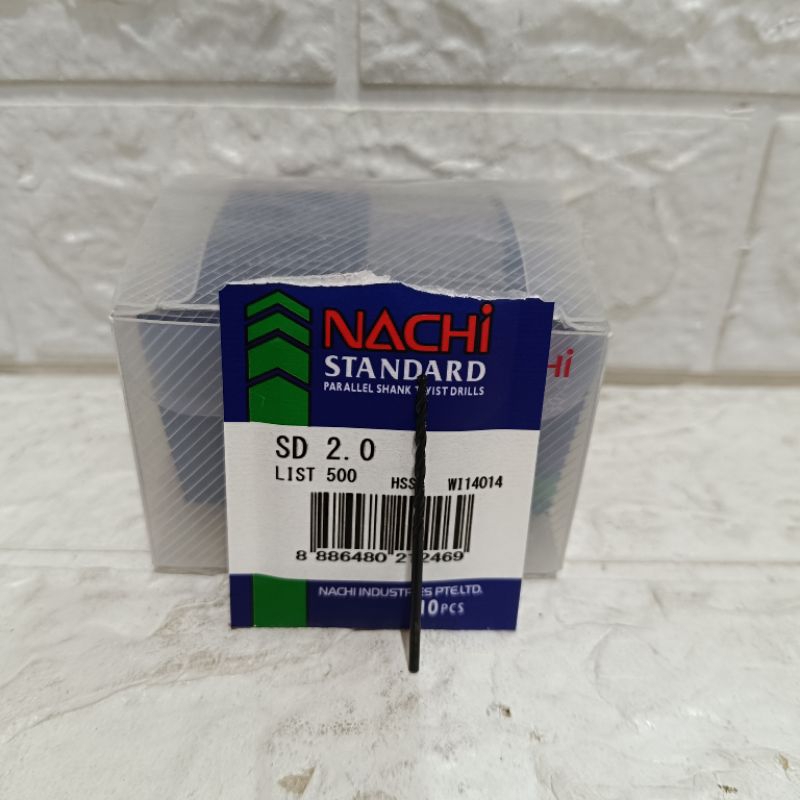 NACHi
STANDARD
PARALLEL SHANK TWIST DRILLS
SD 2.0
LIST 500 HSS WI14014
8 886480 212469
NACHI INDUSTRIES PTE.LTD.
10PCS
CHi